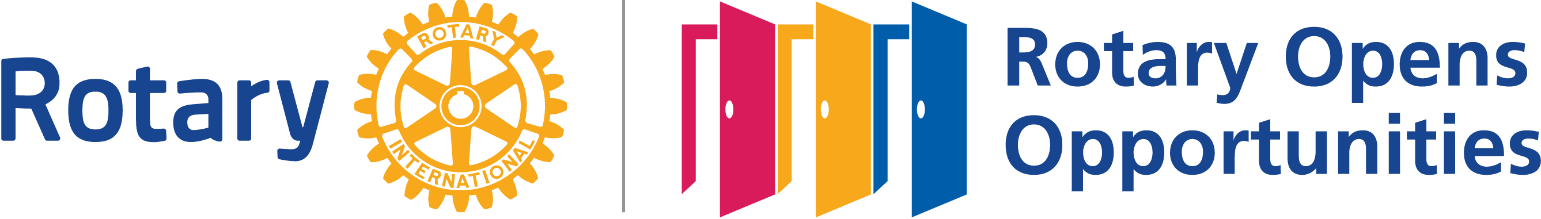 Rotary
ROTARY
INTERNATIONAL
Rotary Opens
Opportunities